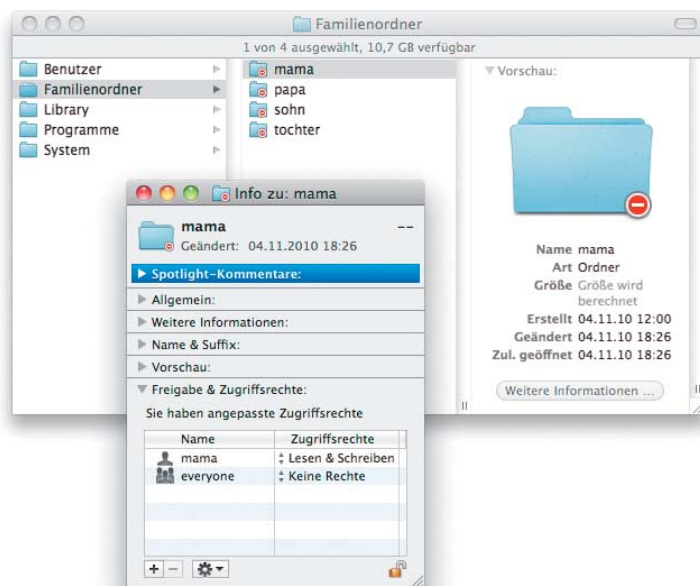 Familienordner
1 von 4 ausgewählt, 10,7 GB verfügbar
Benutzer
Familienordner
Library
Programme
System
mama
papa
sohn
tochter
Vorschau:
Name mama
Art Ordner
Größe Größe wird
berechnet
Erstellt 04.11.10 12:00
Geändert 04.11.10 18:26
Zul. geöffnet 04.11.10 18:26
Weitere Informationen ...
Info zu: mama
mama --
Geändert: 04.11.2010 18:26
Spotlight-Kommentare:
Allgemein:
Weitere Informationen:
Name & Suffix:
Vorschau:
Freigabe & Zugriffsrechte:
Sie haben angepasste Zugriffsrechte
Name Zugriffsrechte
mama Lesen & Schreiben
everyone Keine Rechte